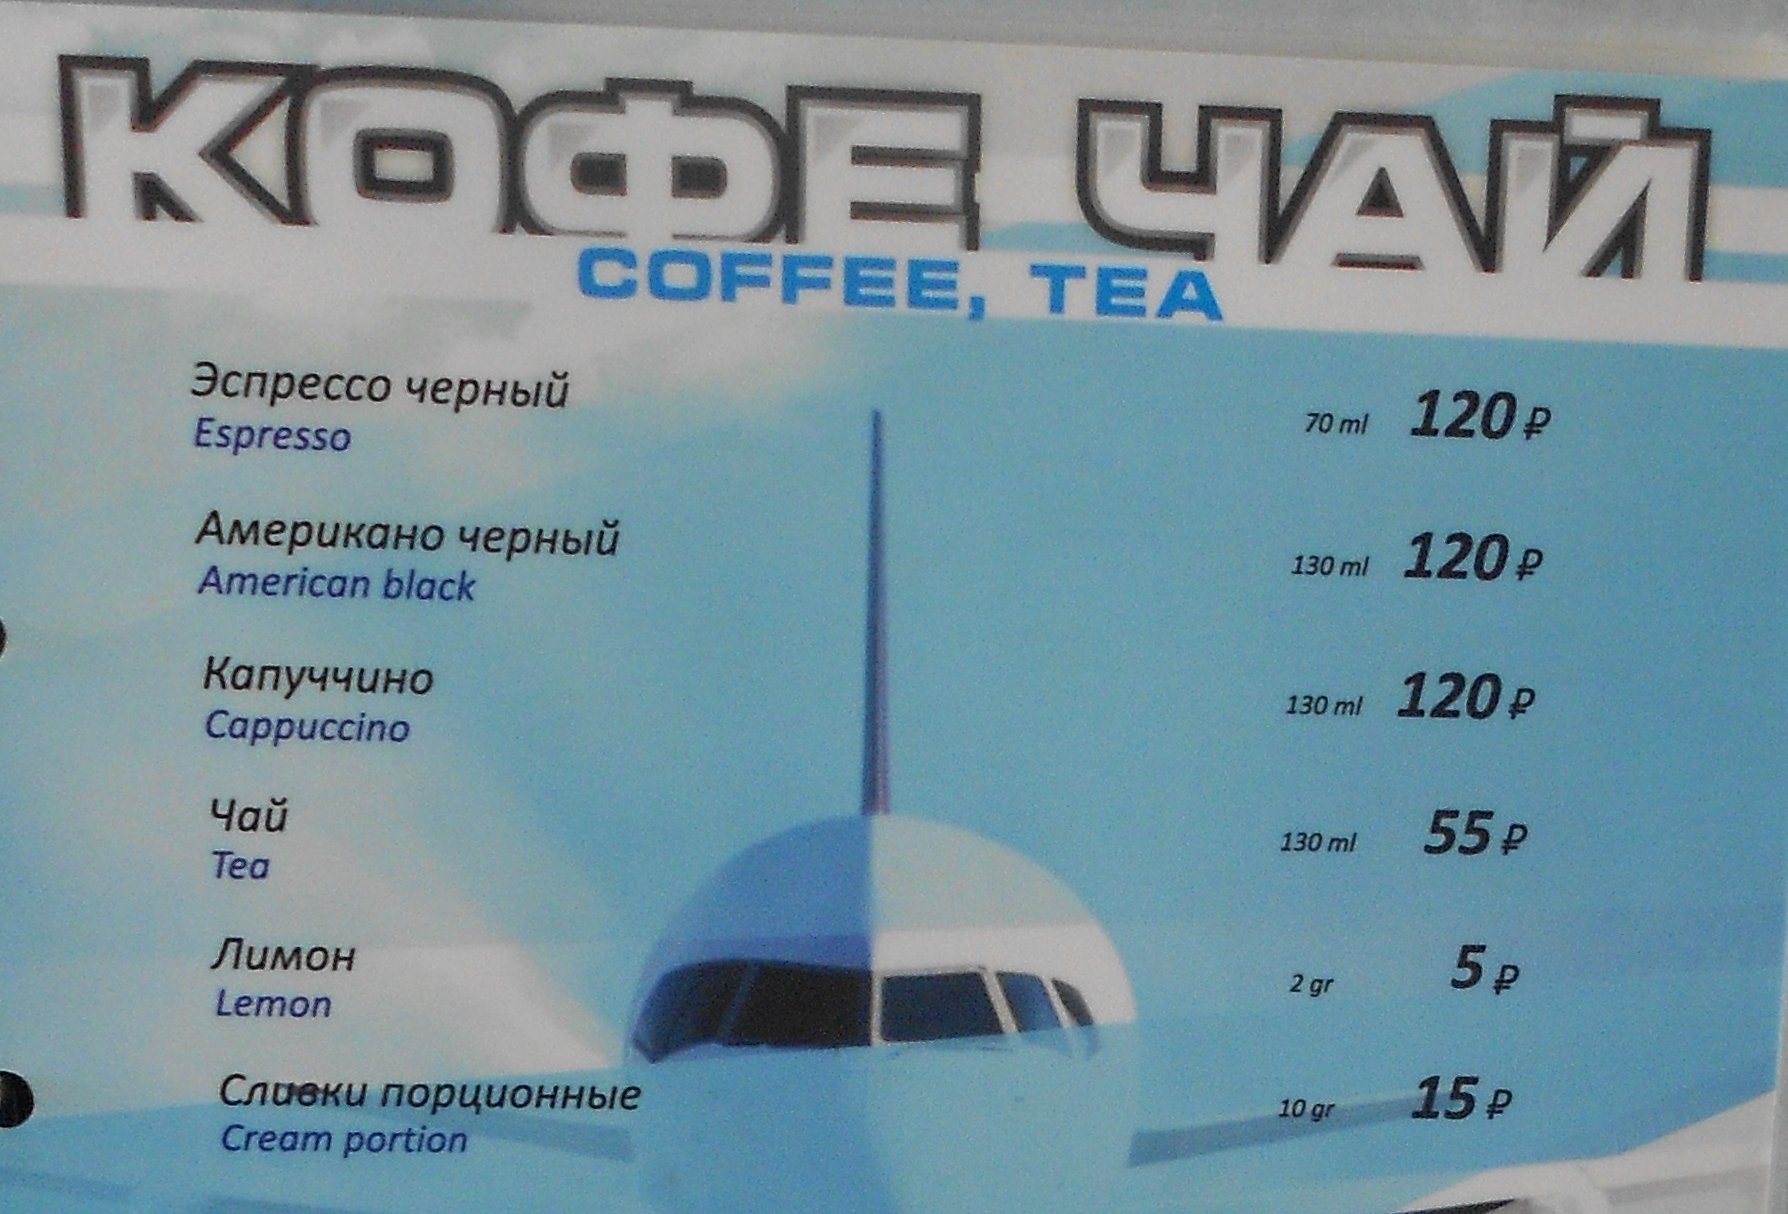 КОФЕ ЧАЙ
COFFEE, TEA
Эспрессо черный
Espresso
70 ml 120 ₽
Американо черный
American black
130 ml 120 ₽
Капуччино
Cappuccino
130 ml 120 ₽
Чай
Tea
130 ml 55 ₽
Лимон
Lemon
2 gr 5 ₽
Сливки порционные
Cream portion
10 gr 15 ₽